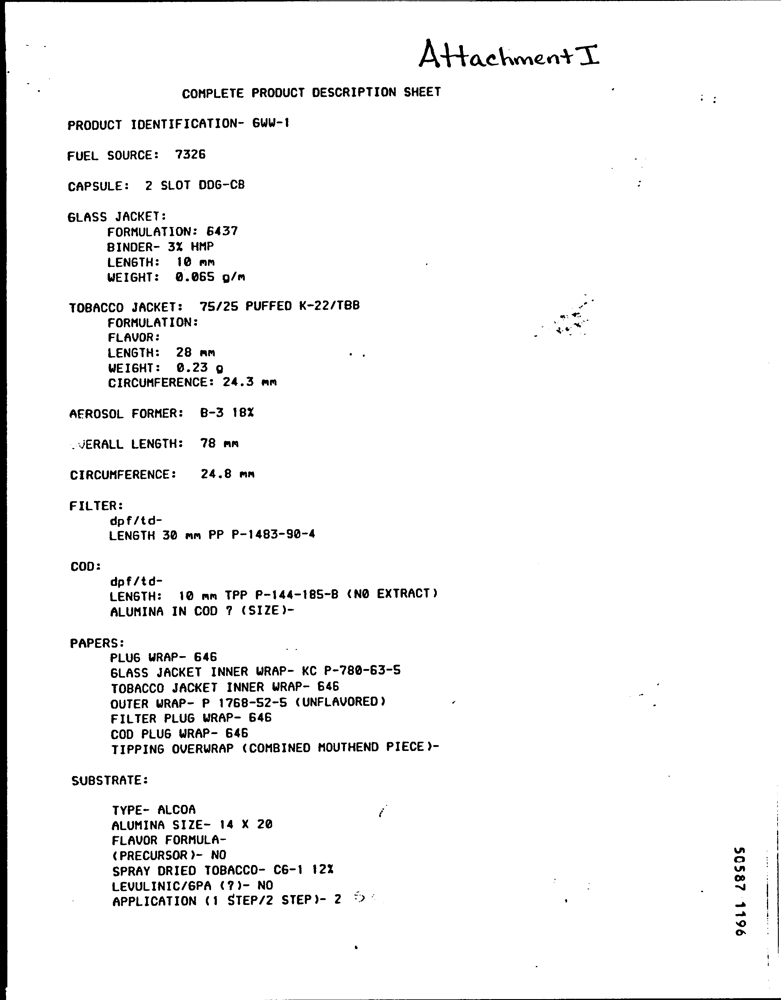 Attachment I
COMPLETE PRODUCT DESCRIPTION SHEET
PRODUCT IDENTIFICATION- GWW-1
FUEL SOURCE: 7326
CAPSULE: 2 SLOT DDG-CB
GLASS JACKET:
FORMULATION: 6437
BINDER- 3% HMP
LENGTH: 10 mm
WEIGHT: 0.065 g/m
TOBACCO JACKET: 75/25 PUFFED K-22/TBB
FORMULATION:
FLAVOR:
LENGTH: 28 mm
WEIGHT: 0.23 g
CIRCUMFERENCE: 24.3 mm
AEROSOL FORMER: B-3 18%
.VERALL LENGTH: 78 mm
CIRCUMFERENCE: 24.8 mm
FILTER:
dpf/td-
LENGTH 30 mm PP P-1483-90-4
COD:
dpf/td-
LENGTH: 10 mm TPP P-144-185-B (NO EXTRACT)
ALUMINA IN COD ? (SIZE)-
PAPERS:
PLUG WRAP- 646
GLASS JACKET INNER WRAP- KC P-780-63-5
TOBACCO JACKET INNER WRAP- 646
OUTER WRAP- P 1768-52-5 (UNFLAVORED)
FILTER PLUG WRAP- 646
COD PLUG WRAP- 646
TIPPING OVERWRAP (COMBINED MOUTHEND PIECE)-
SUBSTRATE:
TYPE- ALCOA
ALUMINA SIZE- 14 X 20
FLAVOR FORMULA-
(PRECURSOR)- NO
SPRAY DRIED TOBACCO- CG-1 12%
LEVULINIC/GPA (?)- NO
APPLICATION (1 STEP/2 STEP)- 2
50587 1196